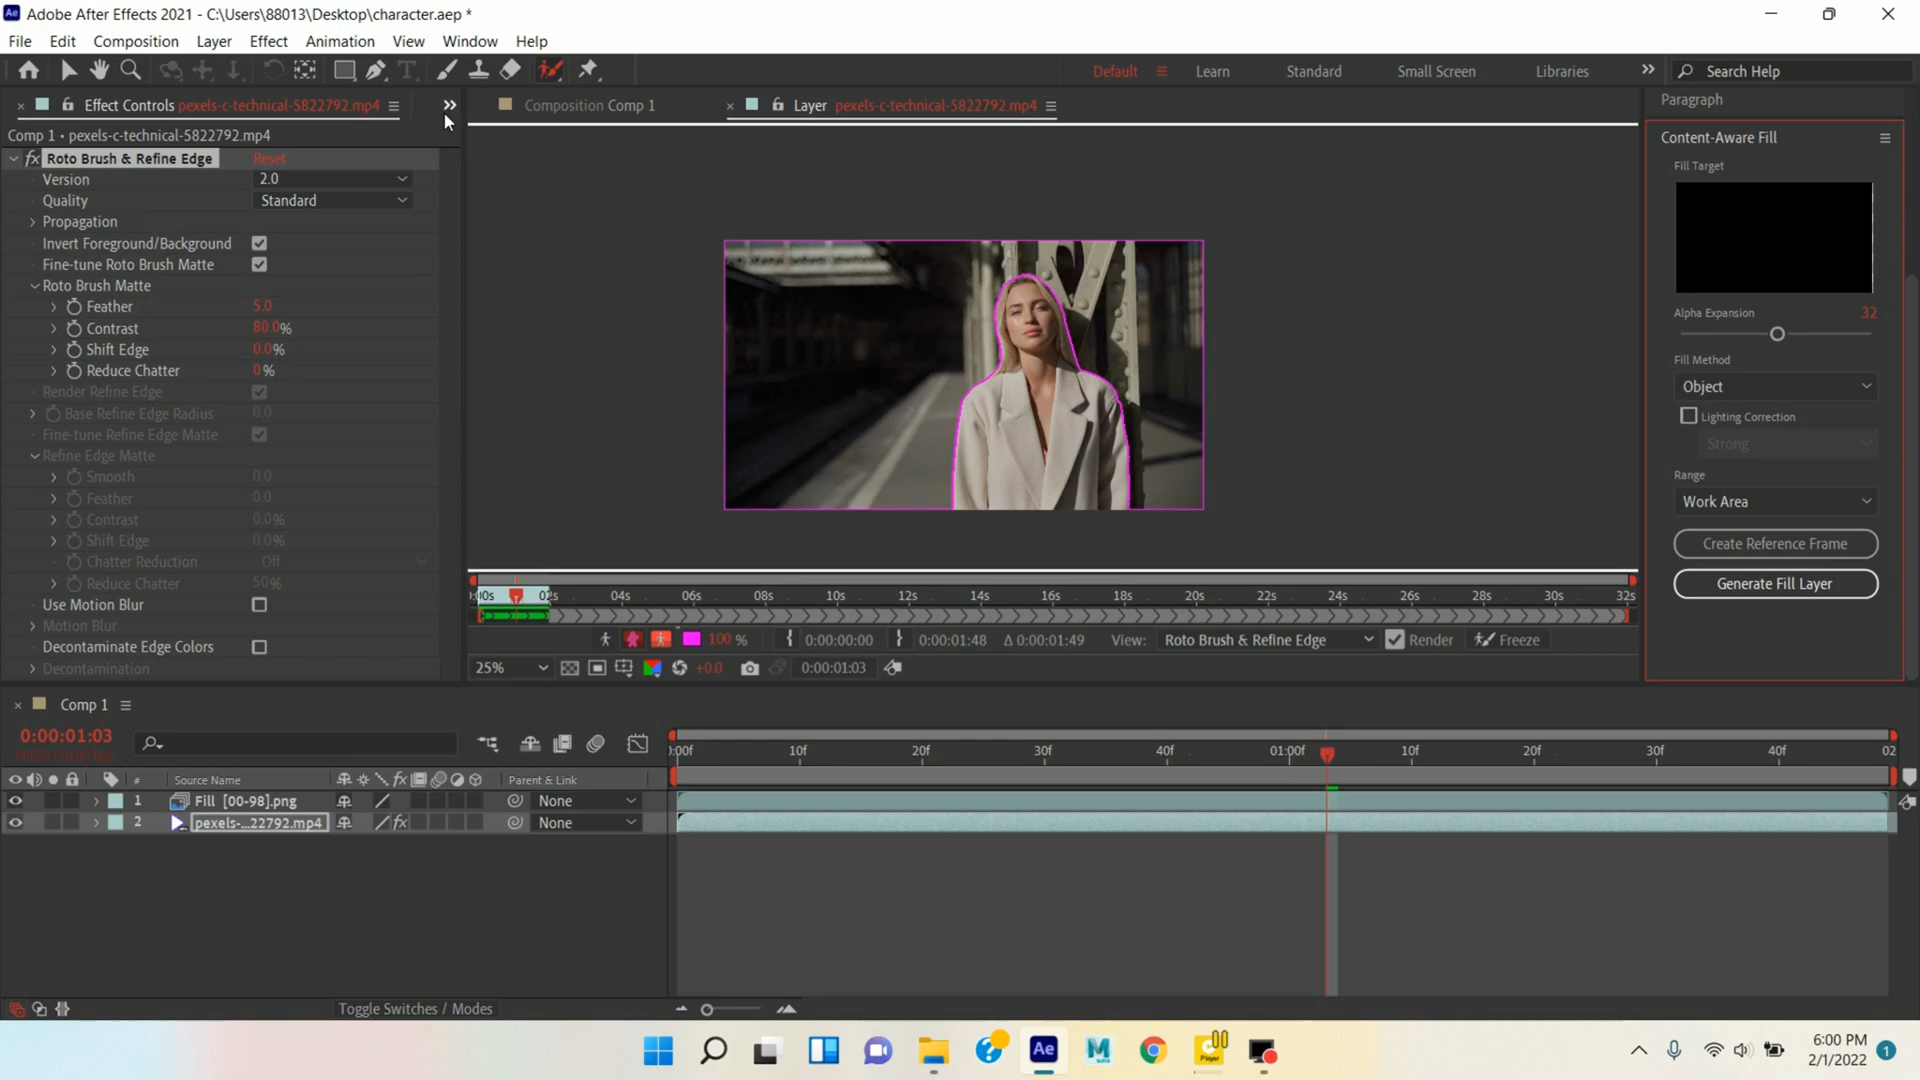 Adobe After Effects 2021 - C:\Users\88013\Desktop\character.aep *
File Edit Composition Layer Effect Animation View Window Help
Default Learn Standard Small Screen Libraries Search Help
Effect Controls pexels-c-technical-5822792.mp4
Comp 1 • pexels-c-technical-5822792.mp4
fx Roto Brush & Refine Edge Reset
Version 2.0
Quality Standard
Propagation
Invert Foreground/Background
Fine-tune Roto Brush Matte
Roto Brush Matte
Feather 5.0
Contrast 80.0%
Shift Edge 0.0%
Reduce Chatter 0%
Render Refine Edge
Base Refine Edge Radius 0.0
Fine-tune Refine Edge Matte
Refine Edge Matte
Smooth 0.0
Feather 0.0
Contrast 0.0%
Shift Edge 0.0%
Chatter Reduction Off
Reduce Chatter 50%
Use Motion Blur
Motion Blur
Decontaminate Edge Colors
Decontamination
Composition Comp 1
Layer pexels-c-technical-5822792.mp4
:00s 02s 04s 06s 08s 10s 12s 14s 16s 18s 20s 22s 24s 26s 28s 30s 32s
100 % 0:00:00:00 0:00:01:48 Δ 0:00:01:49 View: Roto Brush & Refine Edge Render Freeze
25% +0.0 0:00:01:03
Paragraph
Content-Aware Fill
Fill Target
Alpha Expansion 32
Fill Method
Object
Lighting Correction
Strong
Range
Work Area
Create Reference Frame
Generate Fill Layer
Comp 1
0:00:01:03
:00f 10f 20f 30f 40f 01:00f 10f 20f 30f 40f 02
# Source Name fx Parent & Link
1 Fill [00-98].png None
2 pexels-...22792.mp4 fx None
Toggle Switches / Modes
Ae
M
Player
6:00 PM
2/1/2022
1